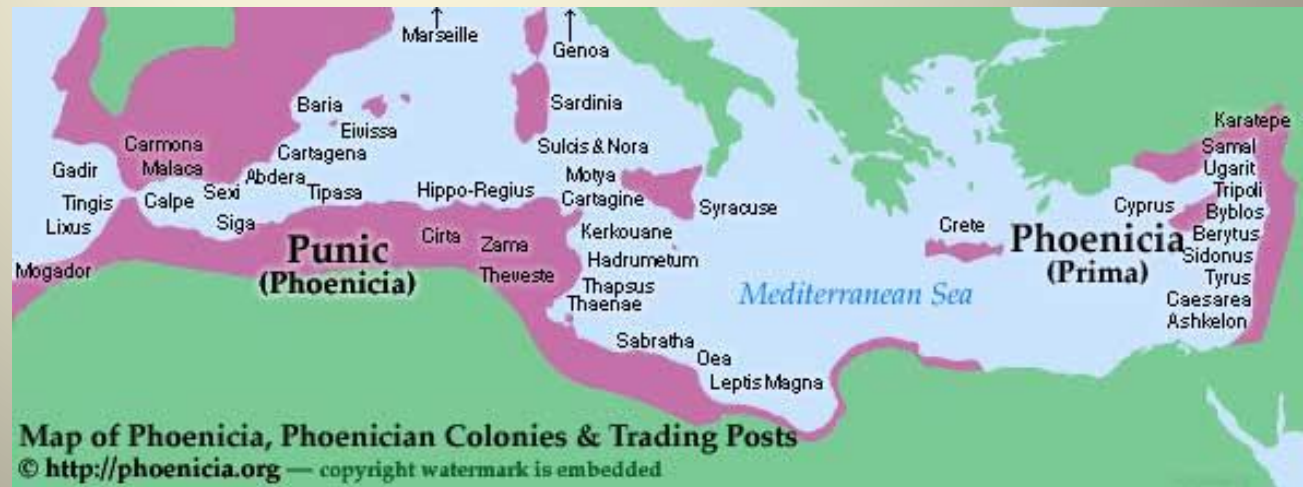 Marseille
Genoa
Baria
Eivissa
Sardinia
Karatepe
Carmona
Malaca
Cartagena
Sulcis & Nora
Samal
Gadir
Abdera
Motya
Ugarit
Tingis
Calpe
Sexi
Tipasa
Hippo-Regius
Cartagine
Syracuse
Cyprus
Tripoli
Lixus
Siga
Byblos
Crete
Punic
(Phoenicia)
Cirta
Zama
Kerkouane
Phoenicia
(Prima)
Berytus
Sidonus
Mogador
Theveste
Hadrumetum
Tyrus
Thapsus
Thaenae
Mediterranean Sea
Caesarea
Ashkelon
Sabratha
Oea
Leptis Magna
Map of Phoenicia, Phoenician Colonies & Trading Posts
© http://phoenicia.org — copyright watermark is embedded